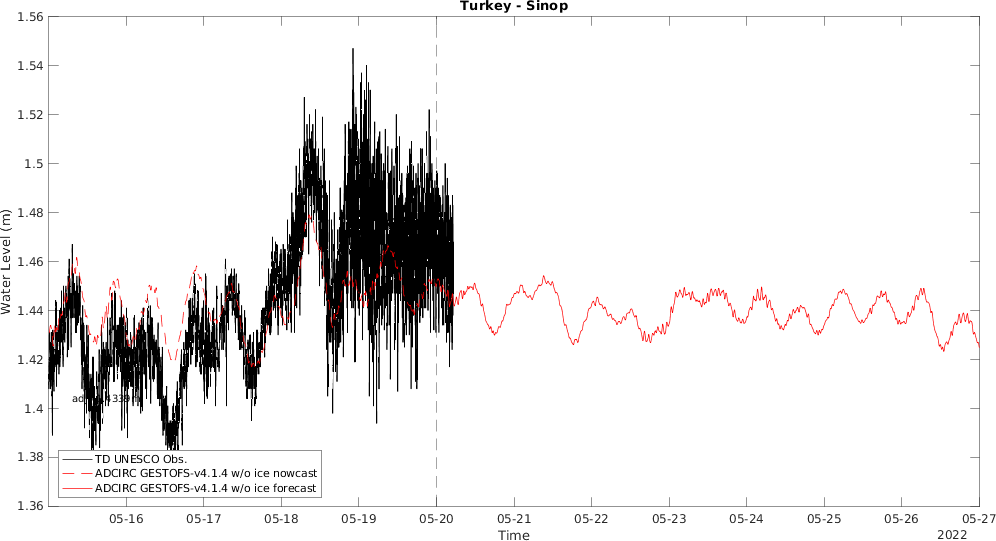 Turkey - Sinop
1.56
1.54
1.52
1.5
1.48
1.46
1.44
1.42
1.4
1.38
1.36
Water Level (m)
TD UNESCO Obs.
ADCIRC GESTOFS-v4.1.4 w/o ice nowcast
ADCIRC GESTOFS-v4.1.4 w/o ice forecast
05-16 05-17 05-18 05-19 05-20 05-21 05-22 05-23 05-24 05-25 05-26 05-27
2022
Time